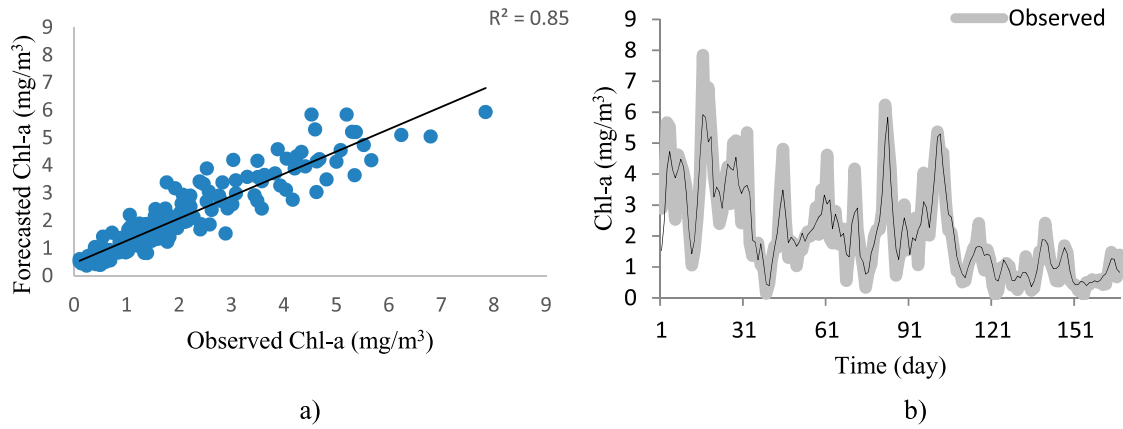 R² = 0.85
Forecasted Chl-a (mg/m³)
9
8
7
6
5
4
3
2
1
0
0 1 2 3 4 5 6 7 8 9
Observed Chl-a (mg/m³)
a)
Observed
Chl-a (mg/m³)
9
8
7
6
5
4
3
2
1
0
1 31 61 91 121 151
Time (day)
b)